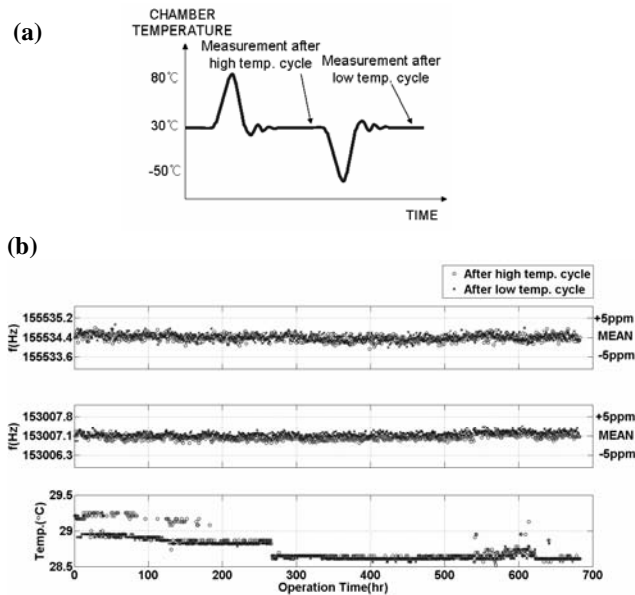 (a)
CHAMBER
TEMPERATURE
Measurement after
high temp. cycle
Measurement after
low temp. cycle
80℃
30℃
-50℃
TIME
(b)
After high temp. cycle
After low temp. cycle
f(Hz)
155535.2
155534.4
155533.6
+5ppm
MEAN
-5ppm
f(Hz)
153007.8
153007.1
153006.3
+5ppm
MEAN
-5ppm
Temp.(°C)
29.5
29
28.5
0 100 200 300 400 500 600 700
Operation Time(hr)